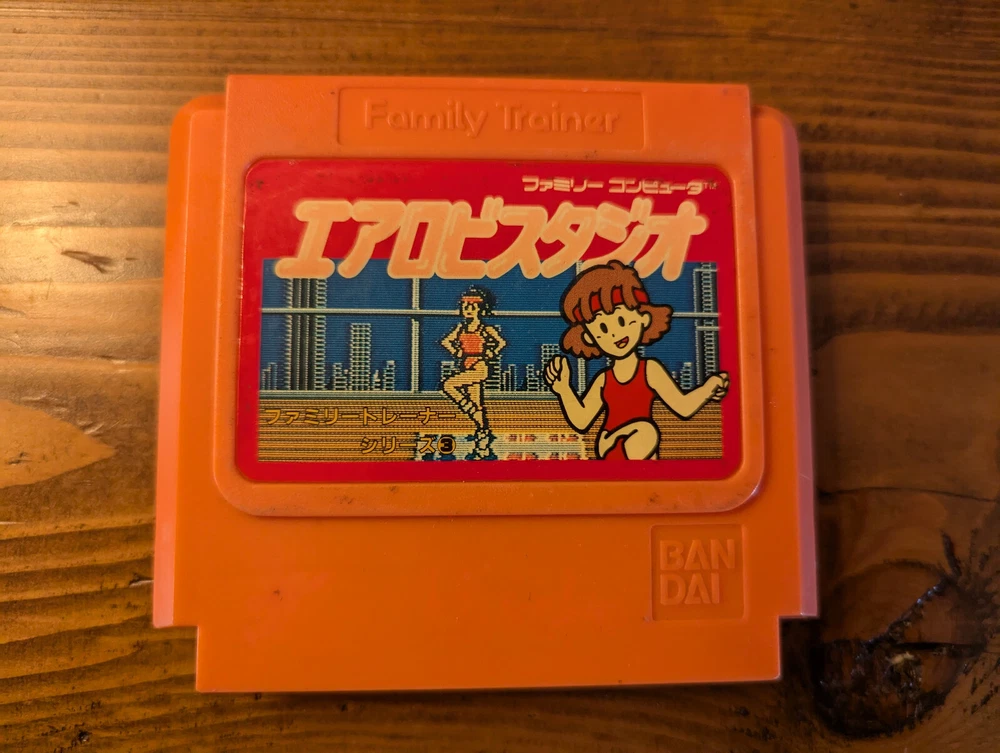 Family Trainer
ファミリー コンピュータ™
エアロビスタジオ
ファミリートレーナー
シリーズ③
BAN
DAI